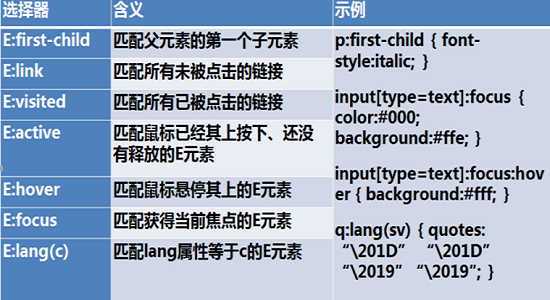 选择器 含义 示例
E:first-child 匹配父元素的第一个子元素
E:link 匹配所有未被点击的链接
E:visited 匹配所有已被点击的链接
E:active 匹配鼠标已经其上按下、还没
有释放的E元素
E:hover 匹配鼠标悬停其上的E元素
E:focus 匹配获得当前焦点的E元素
E:lang(c) 匹配lang属性等于c的E元素
p:first-child { font-
style:italic; }
input[type=text]:focus {
color:#000;
background:#ffe; }
input[type=text]:focus:hov
er { background:#fff; }
q:lang(sv) { quotes:
“\201D” “\201D”
“\2019” “\2019”; }